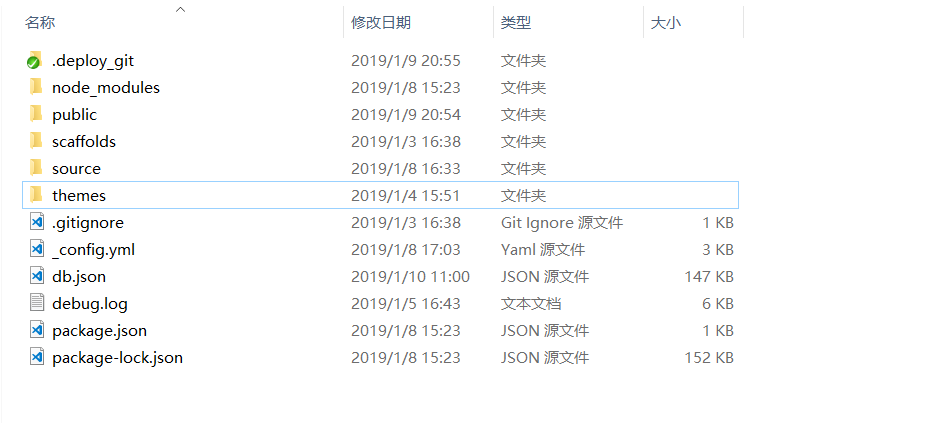 名称 修改日期 类型 大小
.deploy_git 2019/1/9 20:55 文件夹
node_modules 2019/1/8 15:23 文件夹
public 2019/1/9 20:54 文件夹
scaffolds 2019/1/3 16:38 文件夹
source 2019/1/8 16:33 文件夹
themes 2019/1/4 15:51 文件夹
.gitignore 2019/1/3 16:38 Git Ignore 源文件 1 KB
_config.yml 2019/1/8 17:03 Yaml 源文件 3 KB
db.json 2019/1/10 11:00 JSON 源文件 147 KB
debug.log 2019/1/5 16:43 文本文档 6 KB
package.json 2019/1/8 15:23 JSON 源文件 1 KB
package-lock.json 2019/1/8 15:23 JSON 源文件 152 KB